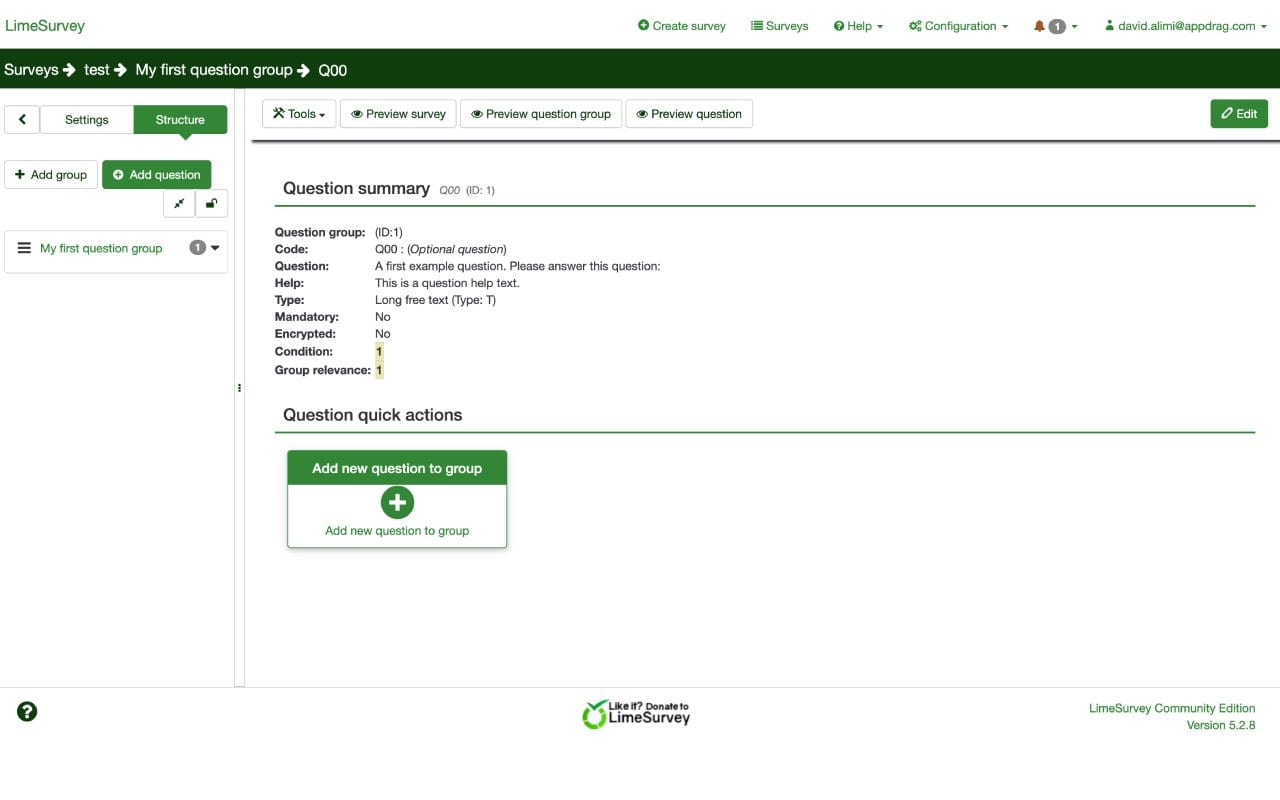 LimeSurvey
Create survey Surveys Help Configuration 1 david.alimi@appdrag.com
Surveys test My first question group Q00
Settings Structure
Tools Preview survey Preview question group Preview question Edit
Add group Add question
My first question group 1
Question summary Q00 (ID: 1)
Question group: (ID:1)
Code: Q00 : (Optional question)
Question: A first example question. Please answer this question:
Help: This is a question help text.
Type: Long free text (Type: T)
Mandatory: No
Encrypted: No
Condition: 1
Group relevance: 1
Question quick actions
Add new question to group
Add new question to group
?
Like it? Donate to
LimeSurvey
LimeSurvey Community Edition
Version 5.2.8